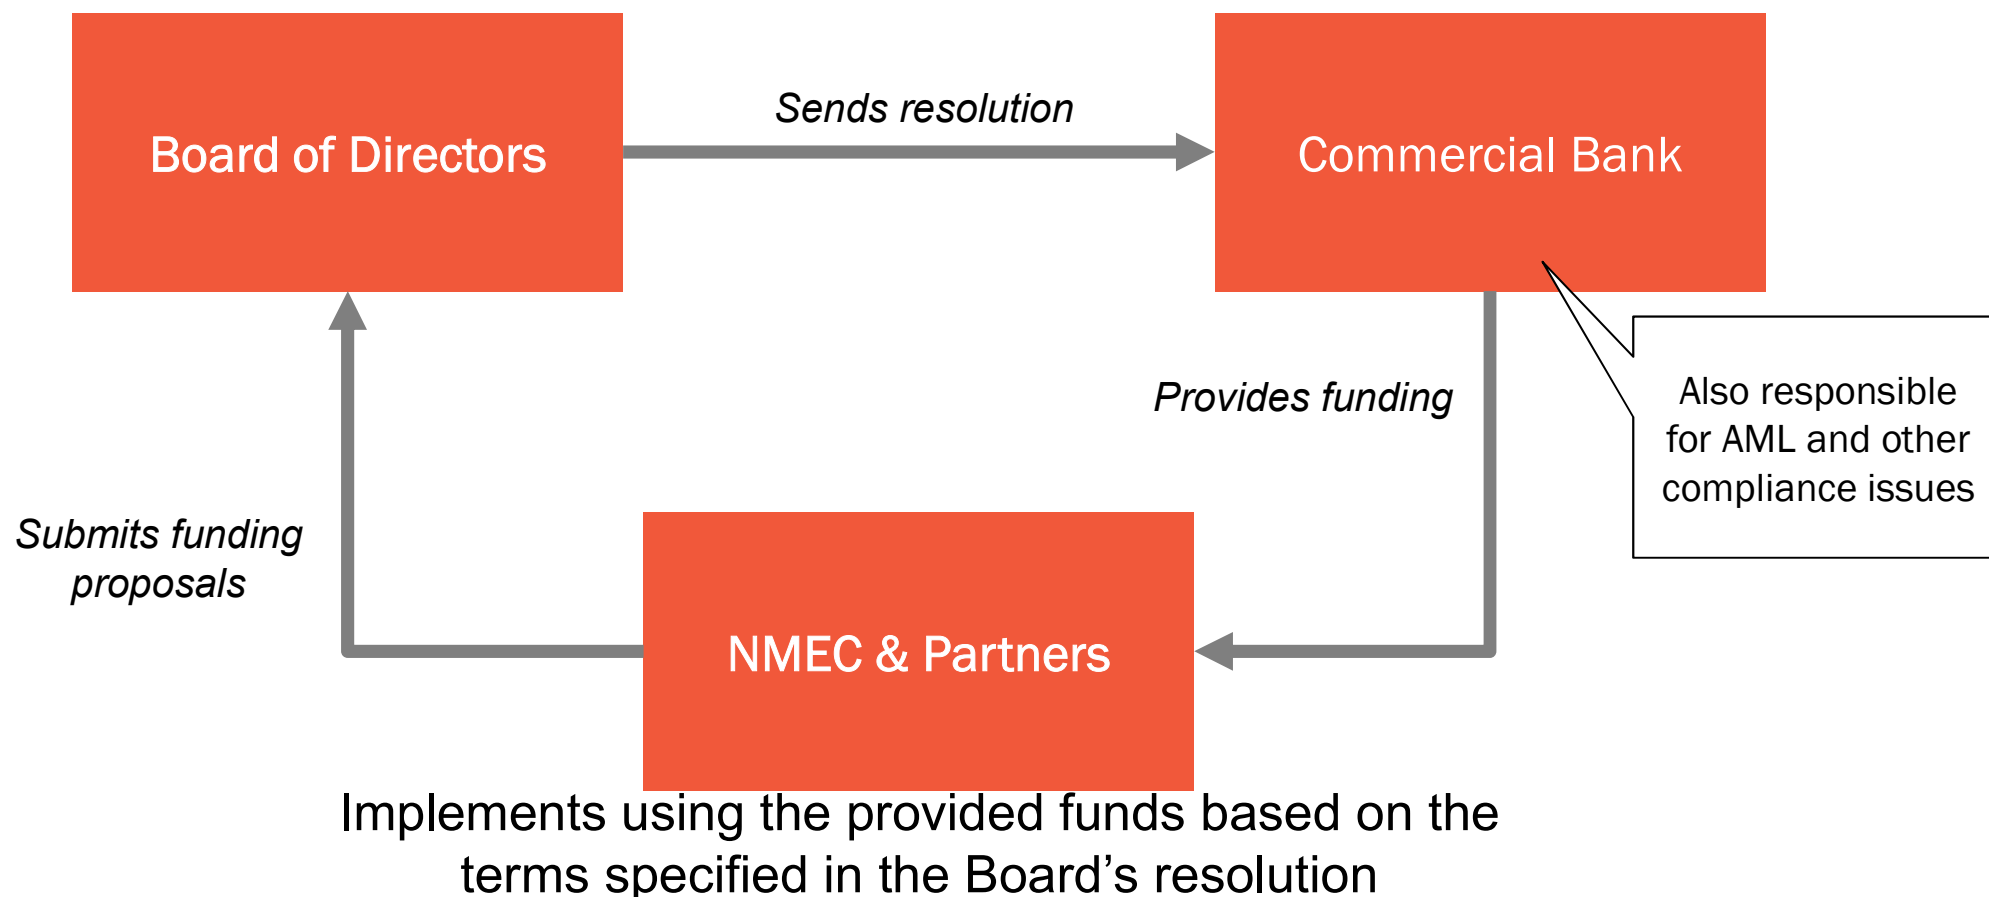 Sends resolution
Board of Directors
Commercial Bank
Provides funding
Also responsible
for AML and other
compliance issues
Submits funding
proposals
NMEC & Partners
Implements using the provided funds based on the
terms specified in the Board’s resolution